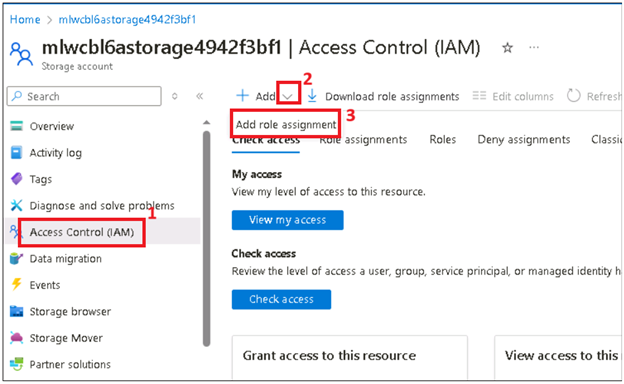 Home > mlwcbl6astorage4942f3bf1
mlwcbl6astorage4942f3bf1 | Access Control (IAM) ☆ ...
Storage account
Search
+ Add Download role assignments Edit columns Refresh
2
Add role assignment 3
Check access Role assignments Roles Deny assignments Classic
Overview
Activity log
Tags
Diagnose and solve problems
1
Access Control (IAM)
Data migration
Events
Storage browser
Storage Mover
Partner solutions
My access
View my level of access to this resource.
View my access
Check access
Review the level of access a user, group, service principal, or managed identity h
Check access
Grant access to this resource
View access to this